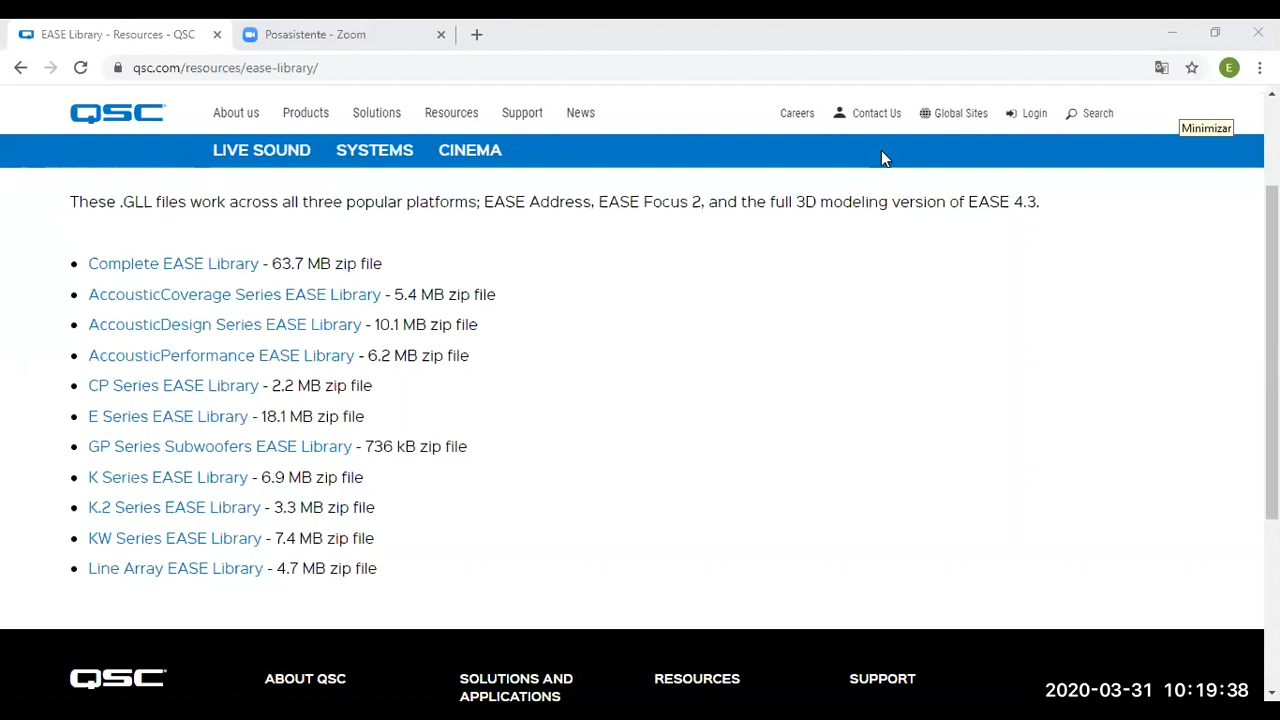 EASE Library - Resources - QSC
Posasistente - Zoom
qsc.com/resources/ease-library/
E
QSC
About us
Products
Solutions
Resources
Support
News
Careers
Contact Us
Global Sites
Login
Search
Minimizar
LIVE SOUND
SYSTEMS
CINEMA
These .GLL files work across all three popular platforms; EASE Address, EASE Focus 2, and the full 3D modeling version of EASE 4.3.
Complete EASE Library - 63.7 MB zip file
AccousticCoverage Series EASE Library - 5.4 MB zip file
AccousticDesign Series EASE Library - 10.1 MB zip file
AccousticPerformance EASE Library - 6.2 MB zip file
CP Series EASE Library - 2.2 MB zip file
E Series EASE Library - 18.1 MB zip file
GP Series Subwoofers EASE Library - 736 kB zip file
K Series EASE Library - 6.9 MB zip file
K.2 Series EASE Library - 3.3 MB zip file
KW Series EASE Library - 7.4 MB zip file
Line Array EASE Library - 4.7 MB zip file
QSC
ABOUT QSC
SOLUTIONS AND
APPLICATIONS
RESOURCES
SUPPORT
2020-03-31 10:19:38